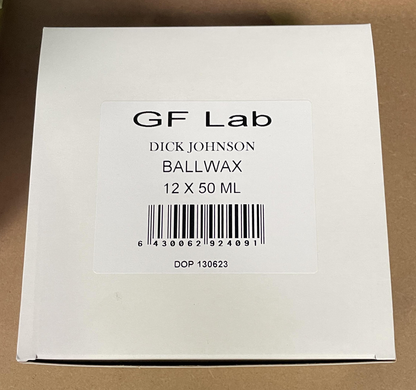 GF Lab
DICK JOHNSON
BALLWAX
12 X 50 ML
6 430062 924091
DOP 130623